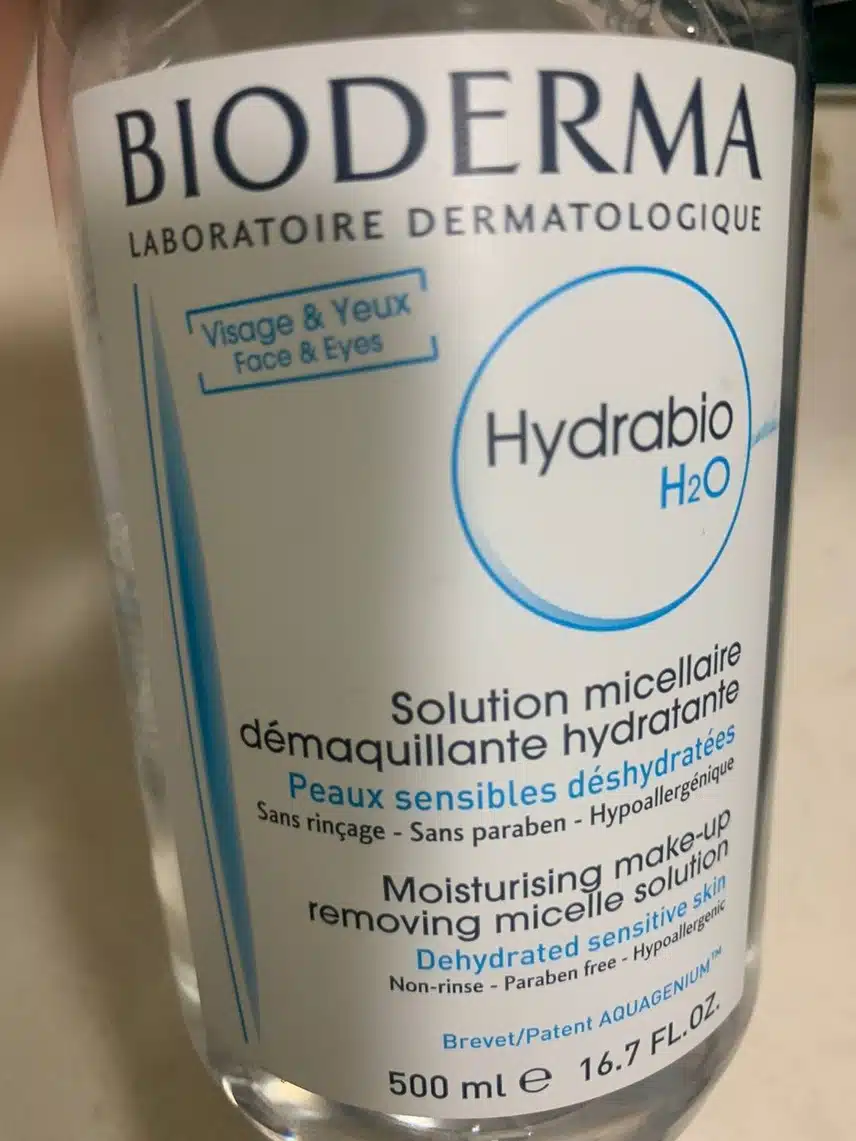 BIODERMA
LABORATOIRE DERMATOLOGIQUE
Visage & Yeux
Face & Eyes
Hydrabio
H2O
Solution micellaire
démaquillante hydratante
Peaux sensibles déshydratées
Sans rinçage - Sans paraben - Hypoallergénique
Moisturising make-up
removing micelle solution
Dehydrated sensitive skin
Non-rinse - Paraben free - Hypoallergenic
Brevet/Patent AQUAGENIUM™
500 ml e 16.7 FL.OZ.